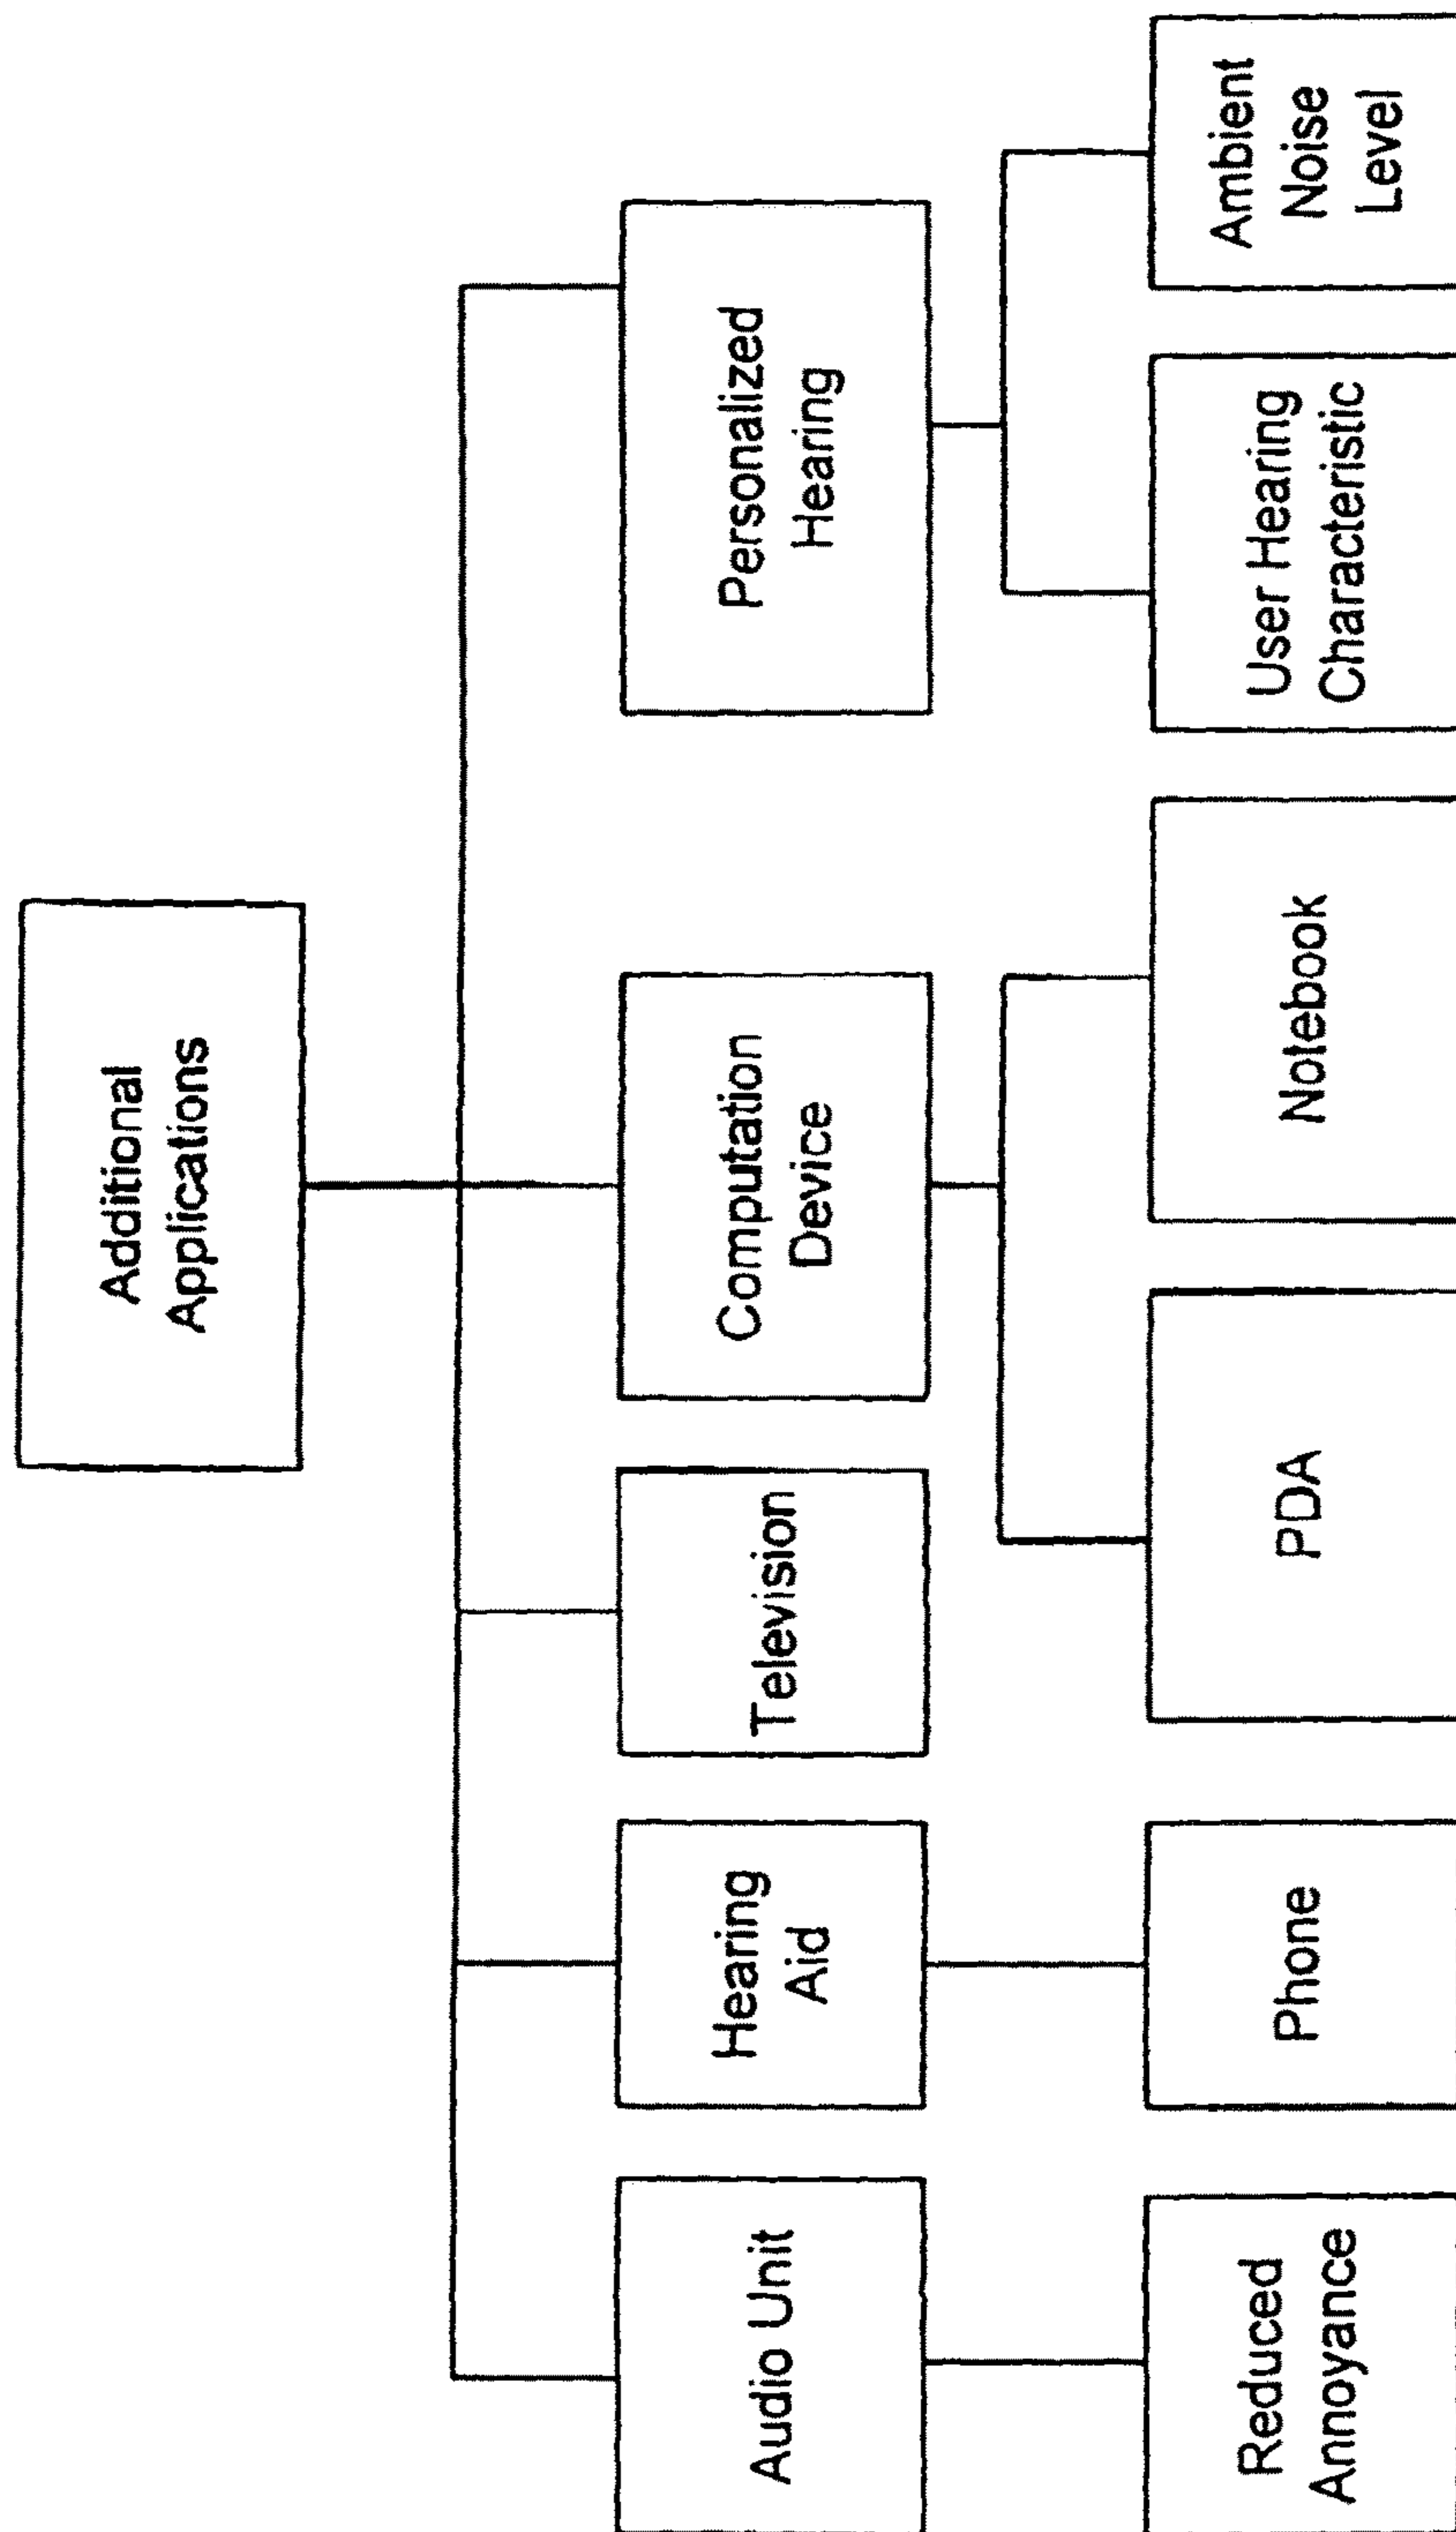 Additional
Applications
Audio Unit
Hearing
Aid
Television
Computation
Device
Personalized
Hearing
Reduced
Annoyance
Phone
PDA
Notebook
User Hearing
Characteristic
Ambient
Noise
Level